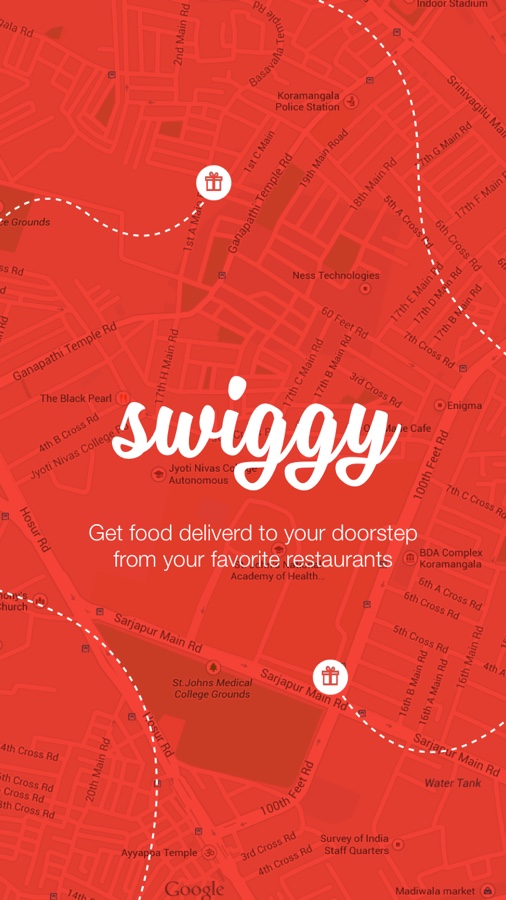 Indoor Stadium
gala Rd
2nd Main Rd
Basavalla
Koramangala
Police Station
Srinivagilu Main
1st C Main
19th Main Road
17th G Main Rd
18th Main Rd
17th F Main R
Ganapathi Temple Rd
5th A Cross Rd
1st A Main
ce Grounds
6th Cross Rd
Ness Technologies
17th E Main Rd
17th D Main Rd
17th B Main Rd
60 Feet Rd
7th Cross Rd
Ganapathi Temple Rd
17th H Main Rd
17th C Main Rd
17th B Main Rd
3rd Cross Rd
The Black Pearl
Enigma
swiggy
Cafe
4th B Cross Rd
Jyoti Nivas College
100th Feet Rd
Jyoti Nivas College
Autonomous
7th C Cross Rd
Hosur Rd
Get food deliverd to your doorstep
from your favorite restaurants
BDA Complex
Koramangala
Academy of Health..
6th A Cross Rd
6th Cross Rd
Church
Sarjapur Main Rd
5th Cross Rd
16th Main Rd
St.Johns Medical
College Grounds
Sarjapur Main Rd
16th B Main Rd
16th A Main Rd
4th A
Hosur Rd
Sarjapur Main Rd
4th Cross Rd
5th Cross Rd
Cross Rd
8th Cross Rd
20th Main Rd
Water Tank
100th Feet Rd
Ayyappa Temple
3rd Cross Rd
4th Cross Rd
Survey of India
Staff Quarters
Google
14th
Madiwala market